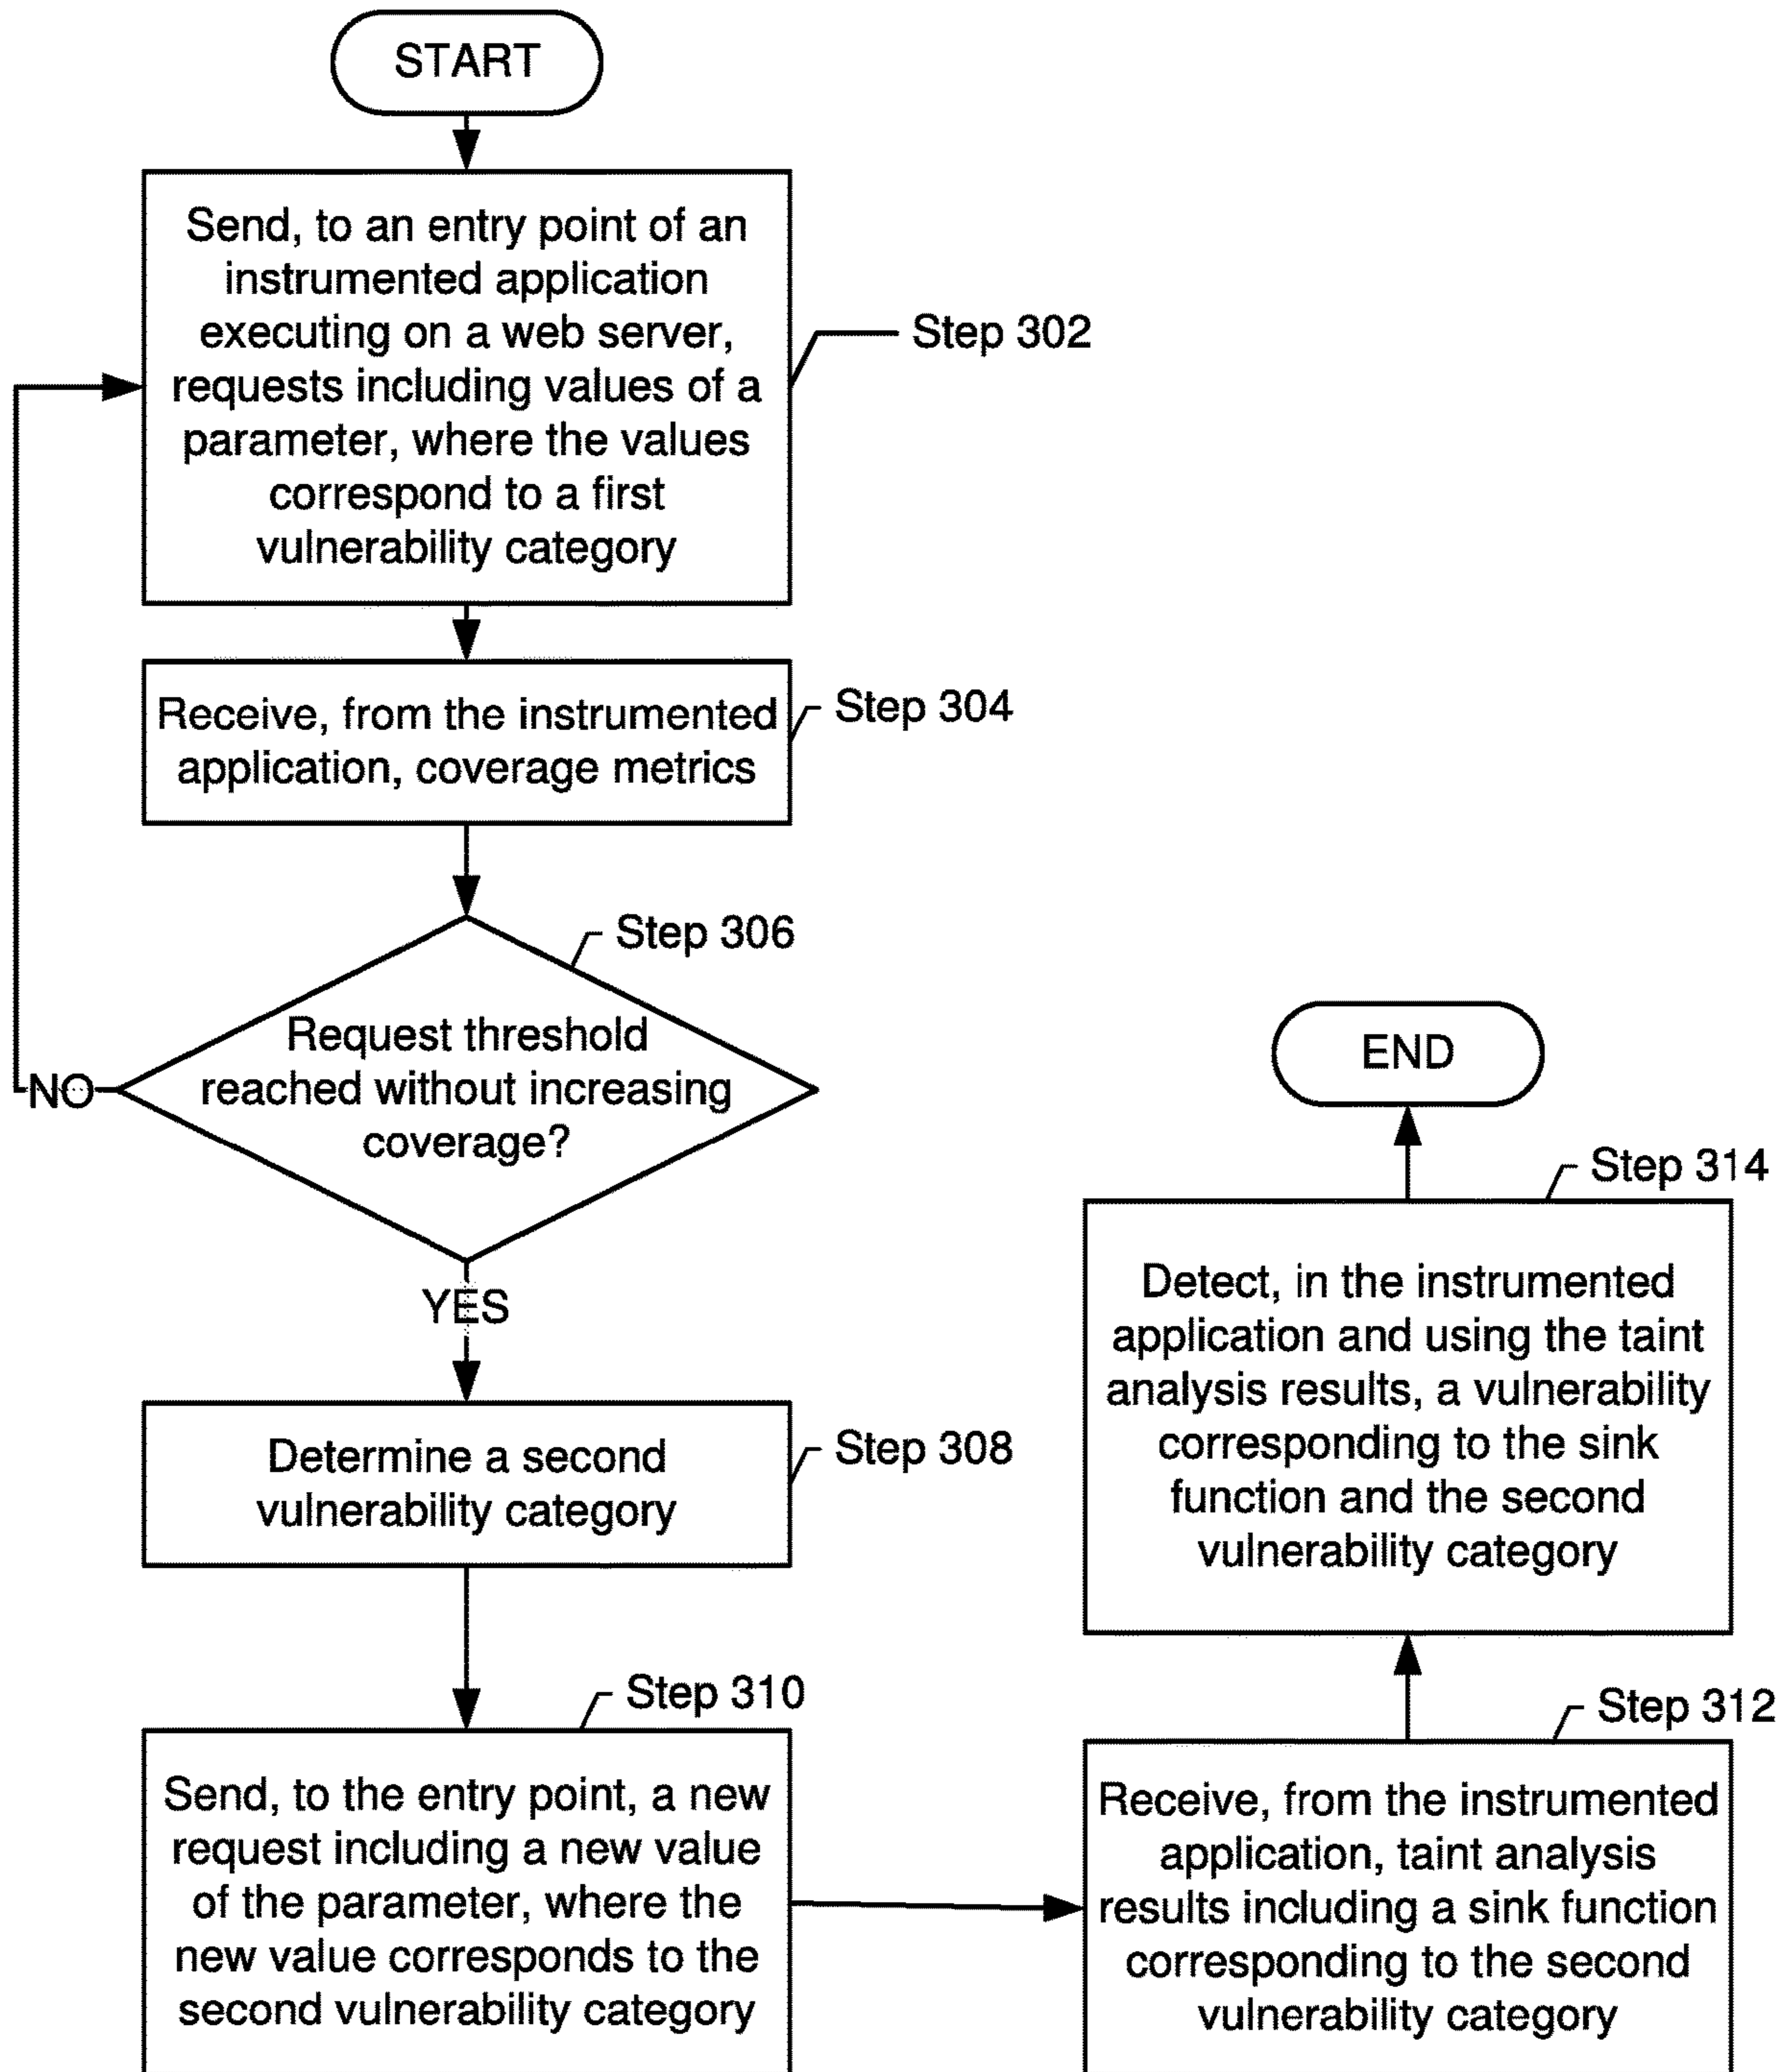 START
Send, to an entry point of an
instrumented application
executing on a web server,
requests including values of a
parameter, where the values
correspond to a first
vulnerability category
Step 302
Receive, from the instrumented
application, coverage metrics
Step 304
Step 306
Request threshold
reached without increasing
coverage?
NO
YES
Determine a second
vulnerability category
Step 308
Step 310
Send, to the entry point, a new
request including a new value
of the parameter, where the
new value corresponds to the
second vulnerability category
Step 312
Receive, from the instrumented
application, taint analysis
results including a sink function
corresponding to the second
vulnerability category
Step 314
Detect, in the instrumented
application and using the taint
analysis results, a vulnerability
corresponding to the sink
function and the second
vulnerability category
END